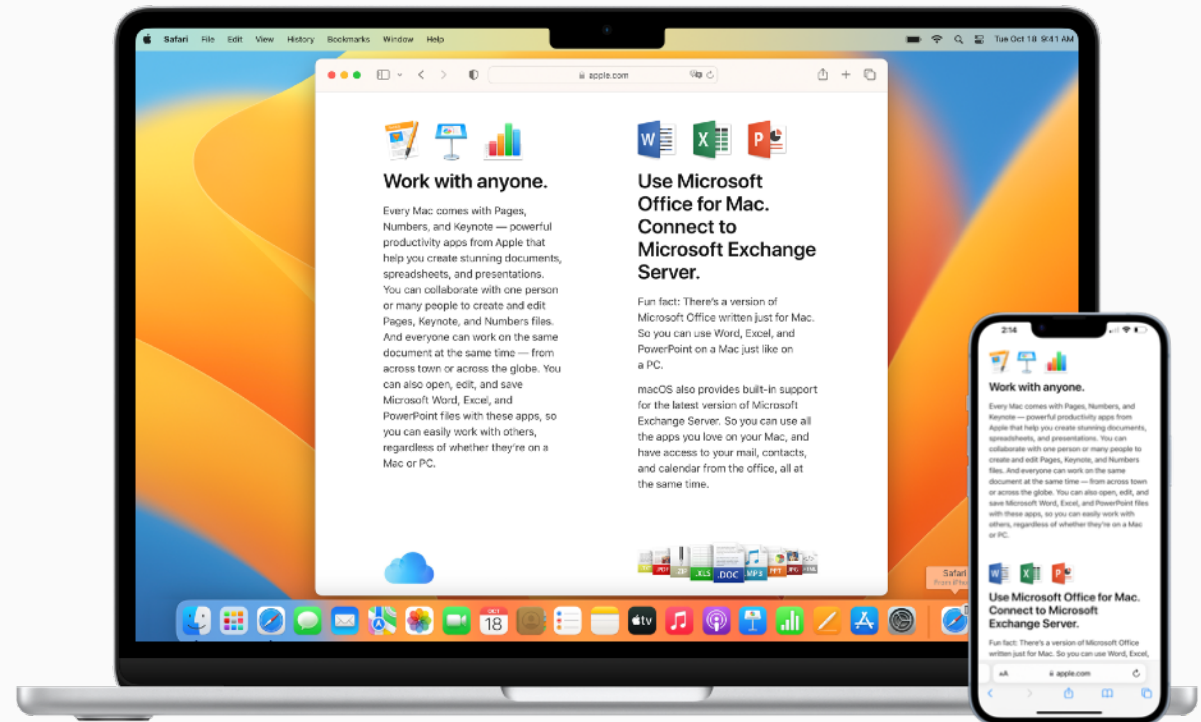 Safari File Edit View History Bookmarks Window Help
Tue Oct 18 9:41 AM
apple.com
Work with anyone.
Every Mac comes with Pages,
Numbers, and Keynote — powerful
productivity apps from Apple that
help you create stunning documents,
spreadsheets, and presentations.
You can collaborate with one person
or many people to create and edit
Pages, Keynote, and Numbers files.
And everyone can work on the same
document at the same time — from
across town or across the globe. You
can also open, edit, and save
Microsoft Word, Excel, and
PowerPoint files with these apps, so
you can easily work with others,
regardless of whether they're on a
Mac or PC.
W X P
Use Microsoft
Office for Mac.
Connect to
Microsoft Exchange
Server.
Fun fact: There's a version of
Microsoft Office written just for Mac.
So you can use Word, Excel, and
PowerPoint on a Mac just like on
a PC.
macOS also provides built-in support
for the latest version of Microsoft
Exchange Server. So you can use all
the apps you love on your Mac, and
have access to your mail, contacts,
and calendar from the office, all at
the same time.
.PDF .ZIP .XLS .DOC .MP3 .PPT .JPG
Safari
From iPho
OCT
18
tv
2:14
Work with anyone.
Every Mac comes with Pages, Numbers, and
Keynote — powerful productivity apps from
Apple that help you create stunning documents,
spreadsheets, and presentations. You can
collaborate with one person or many people to
create and edit Pages, Keynote, and Numbers
files. And everyone can work on the same
document at the same time — from across town
or across the globe. You can also open, edit, and
save Microsoft Word, Excel, and PowerPoint files
with these apps, so you can easily work with
others, regardless of whether they're on a Mac
or PC.
W X P
Use Microsoft Office for Mac.
Connect to Microsoft
Exchange Server.
Fun fact: There's a version of Microsoft Office
written just for Mac. So you can use Word, Excel,
AA apple.com